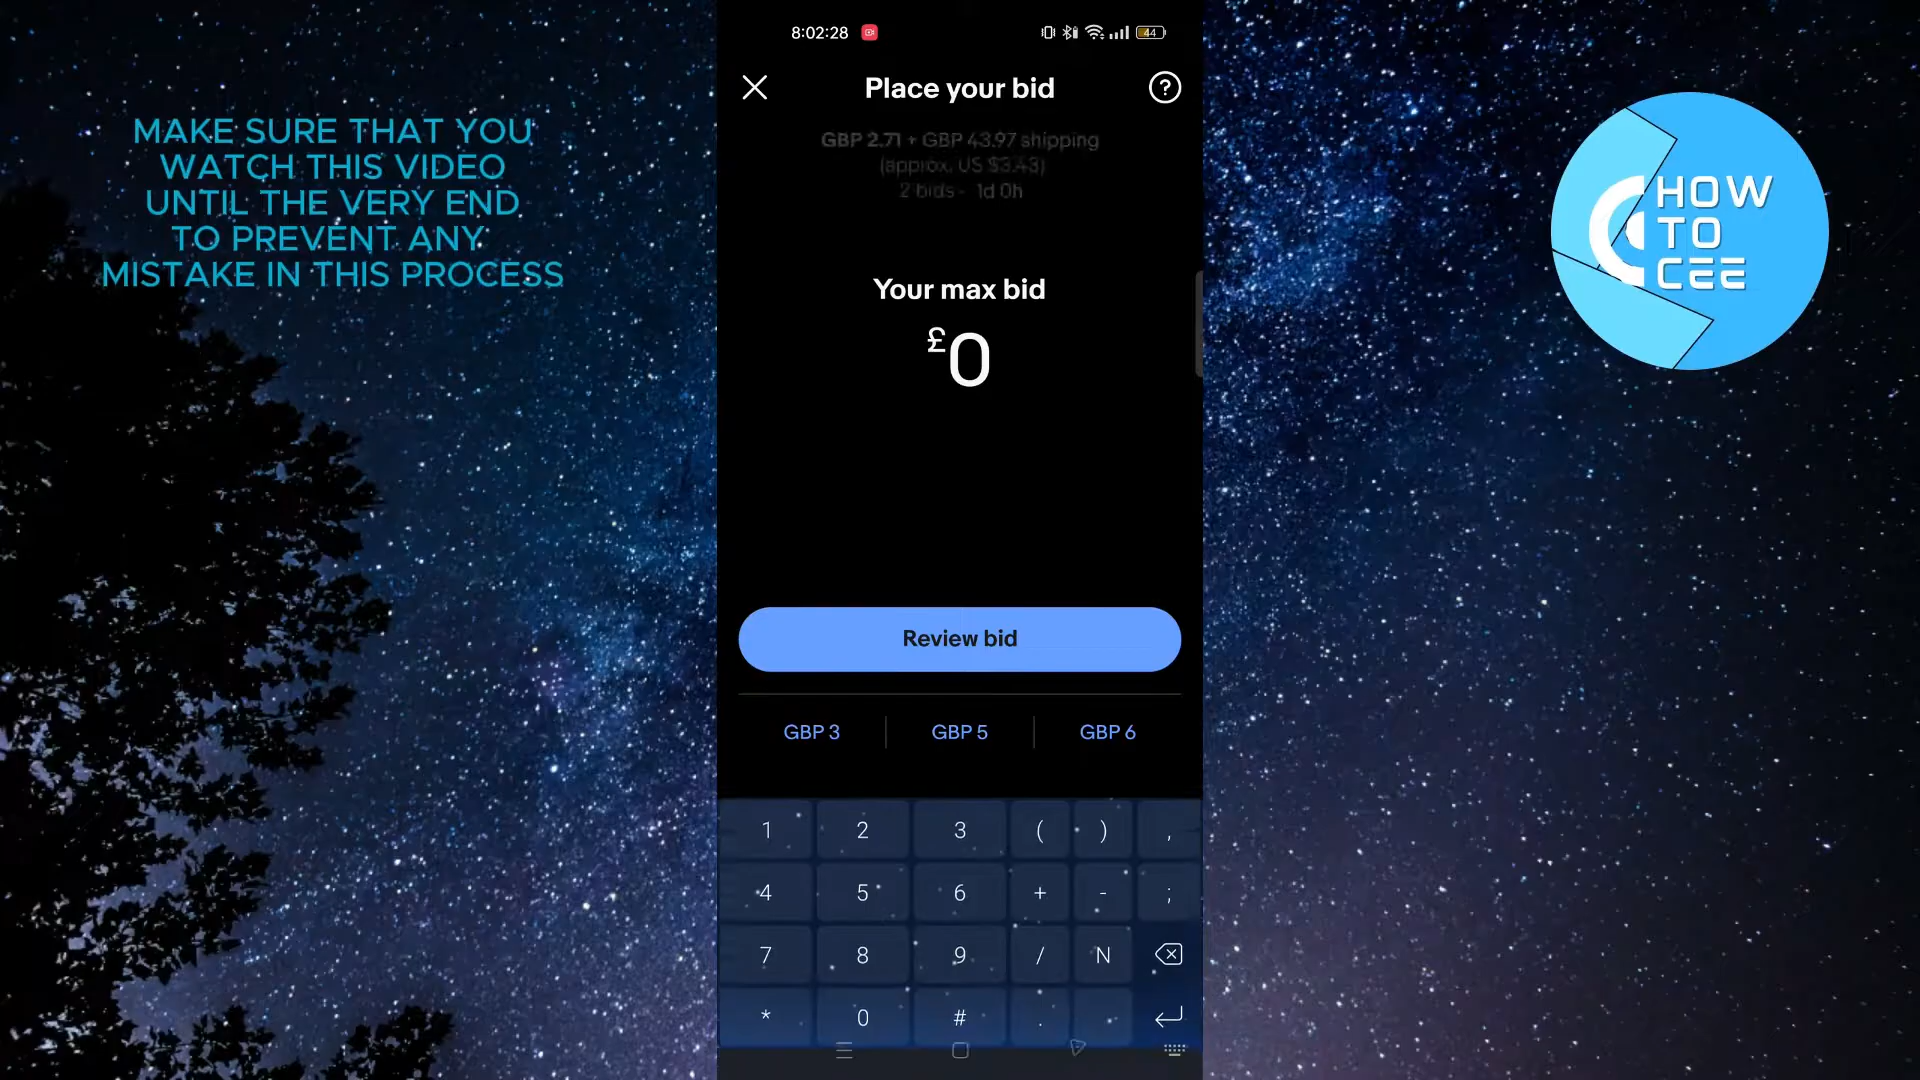 MAKE SURE THAT YOU
WATCH THIS VIDEO
UNTIL THE VERY END
TO PREVENT ANY
MISTAKE IN THIS PROCESS
8:02:28
44
Place your bid
?
GBP 2.71 + GBP 43.97 shipping
(approx. US $3.43)
2 bids · 1d 0h
Your max bid
£0
Review bid
GBP 3
GBP 5
GBP 6
1 2 3 ( ) ,
4 5 6 + - ;
7 8 9 / N
* 0 # .
HOW
TO
CEE